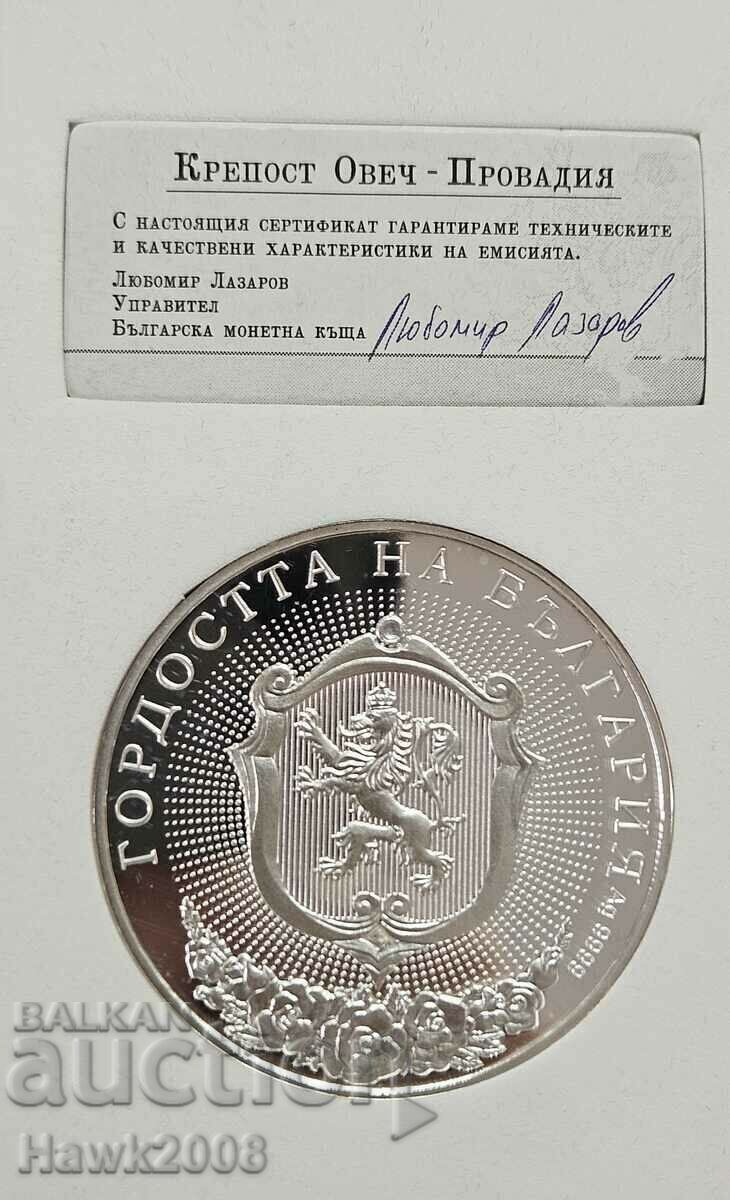 Крепост Овеч - Провадия
С настоящия сертификат гарантираме техническите
и качествени характеристики на емисията.
Любомир Лазаров
Управител
Българска монетна къща Любомир Лазаров
ГОРДОСТТА НА БЪЛГАРИЯ
Ag 9999
BALKAN
auction
Hawk2008